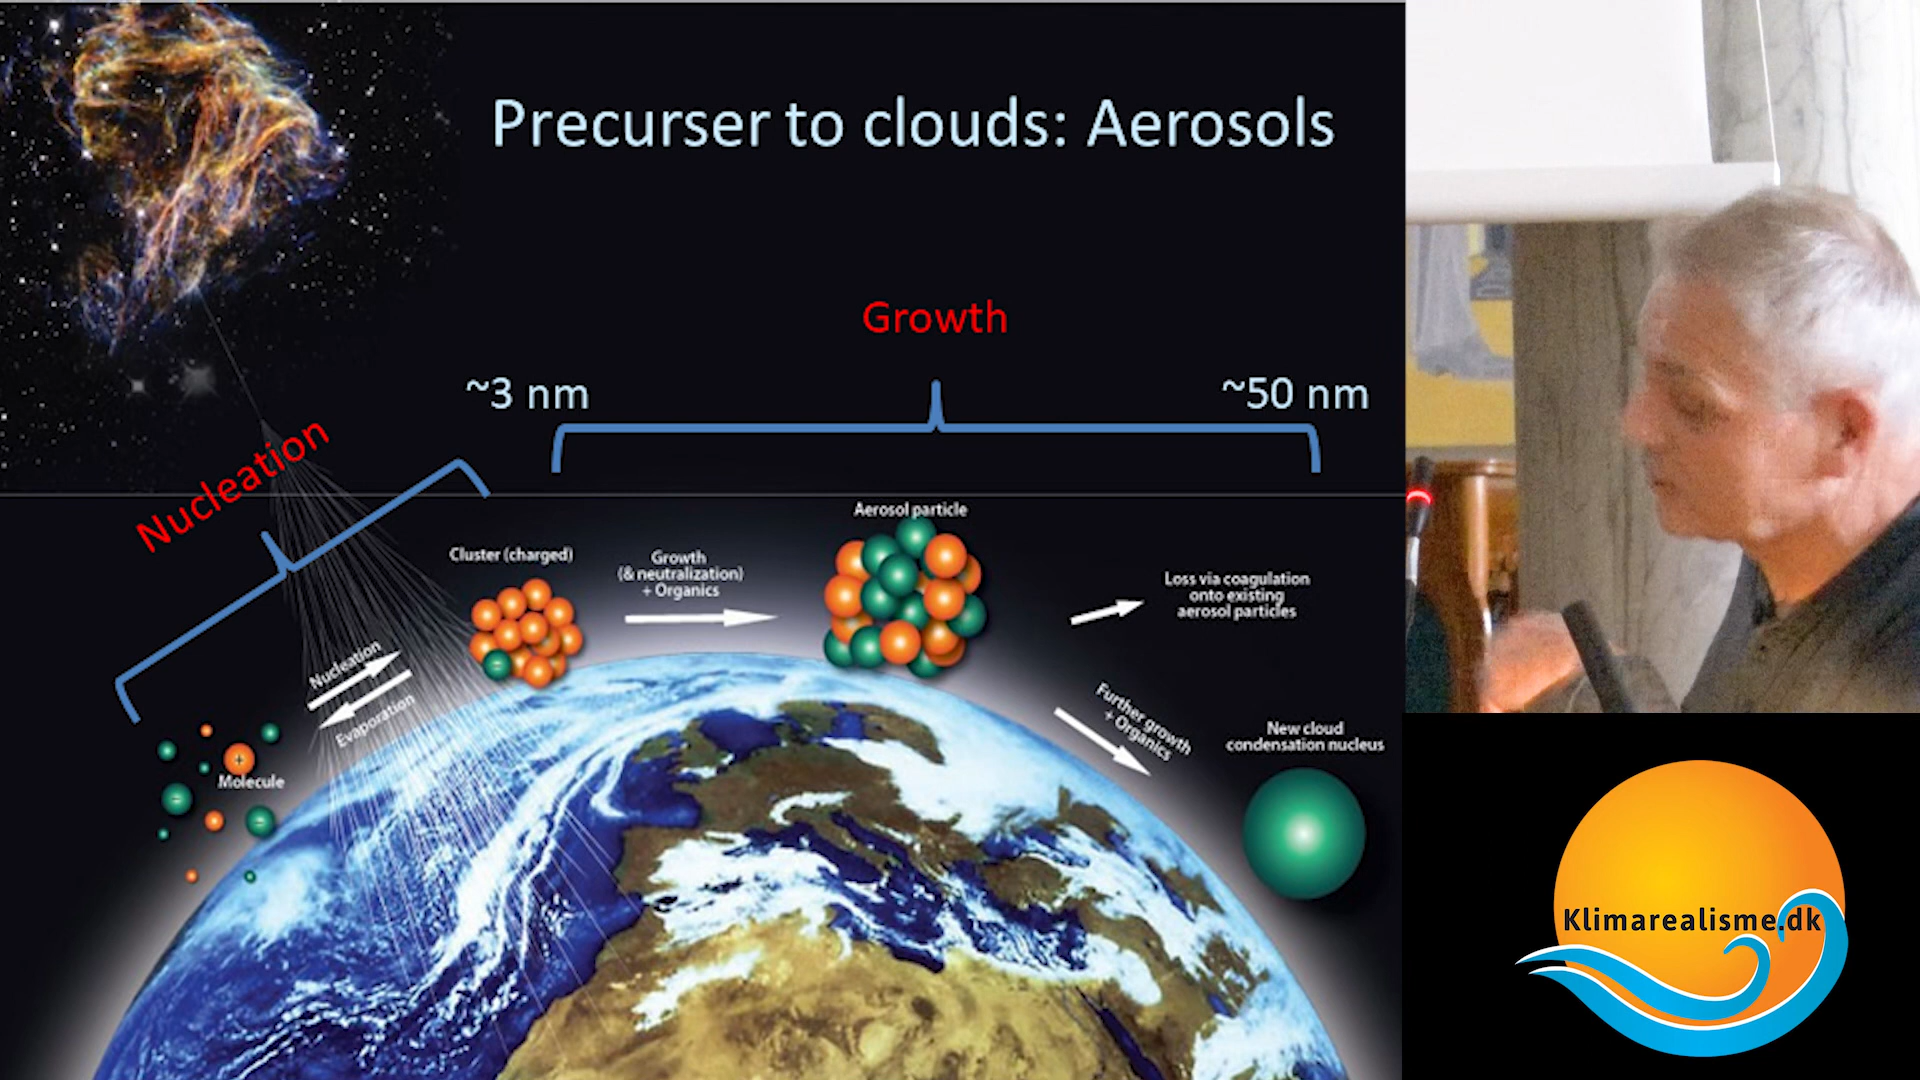 Precurser to clouds: Aerosols
Growth
~3 nm
~50 nm
Nucleation
Aerosol particle
Cluster (charged)
Growth
(& neutralization)
+ Organics
Loss via coagulation
onto existing
aerosol particles
Nucleation
Evaporation
Further growth
+ Organics
New cloud
condensation nucleus
+
Molecule
Klimarealisme.dk